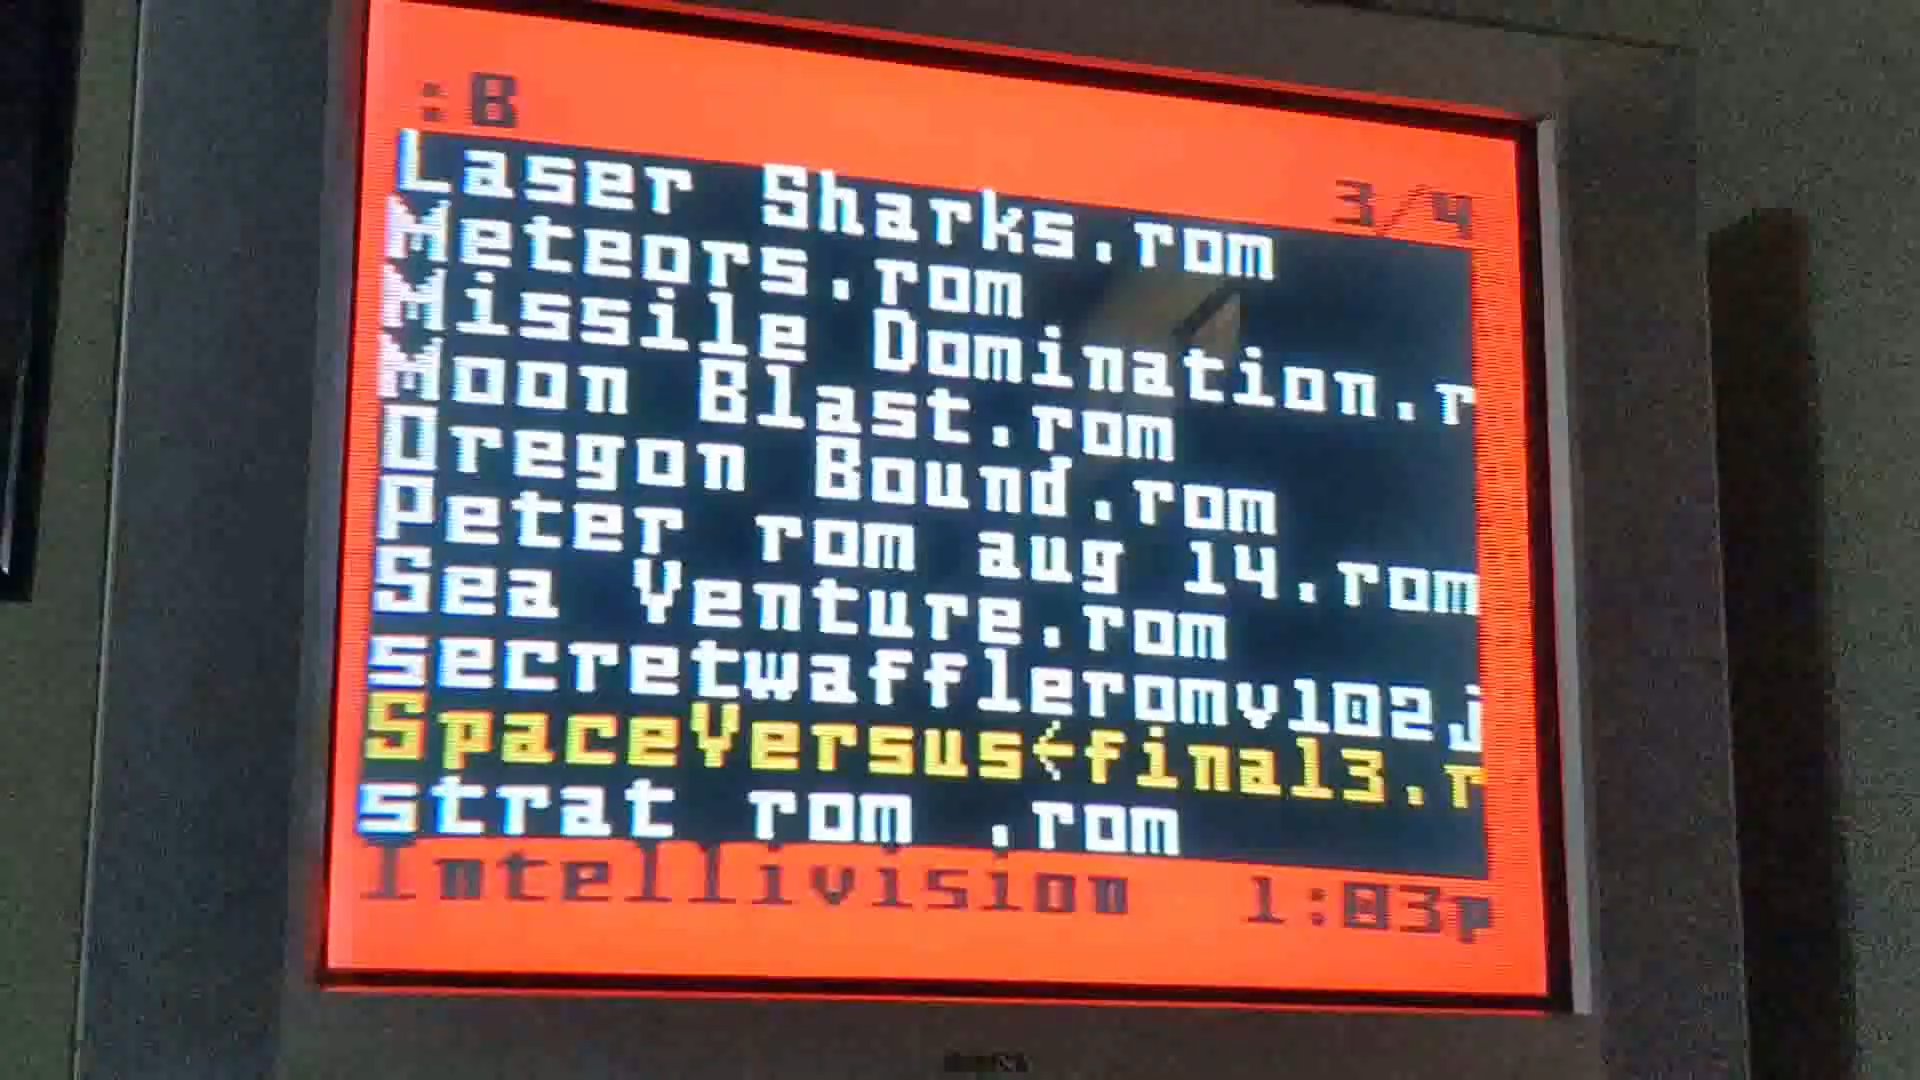 :B
3/4
Laser Sharks.rom
Meteors.rom
Missile Domination.r
Moon Blast.rom
Oregon Bound.rom
Peter rom aug 14.rom
Sea Venture.rom
secretwaffleromv102j
SpaceVersus←final3.r
strat rom .rom
Intellivision 1:03p